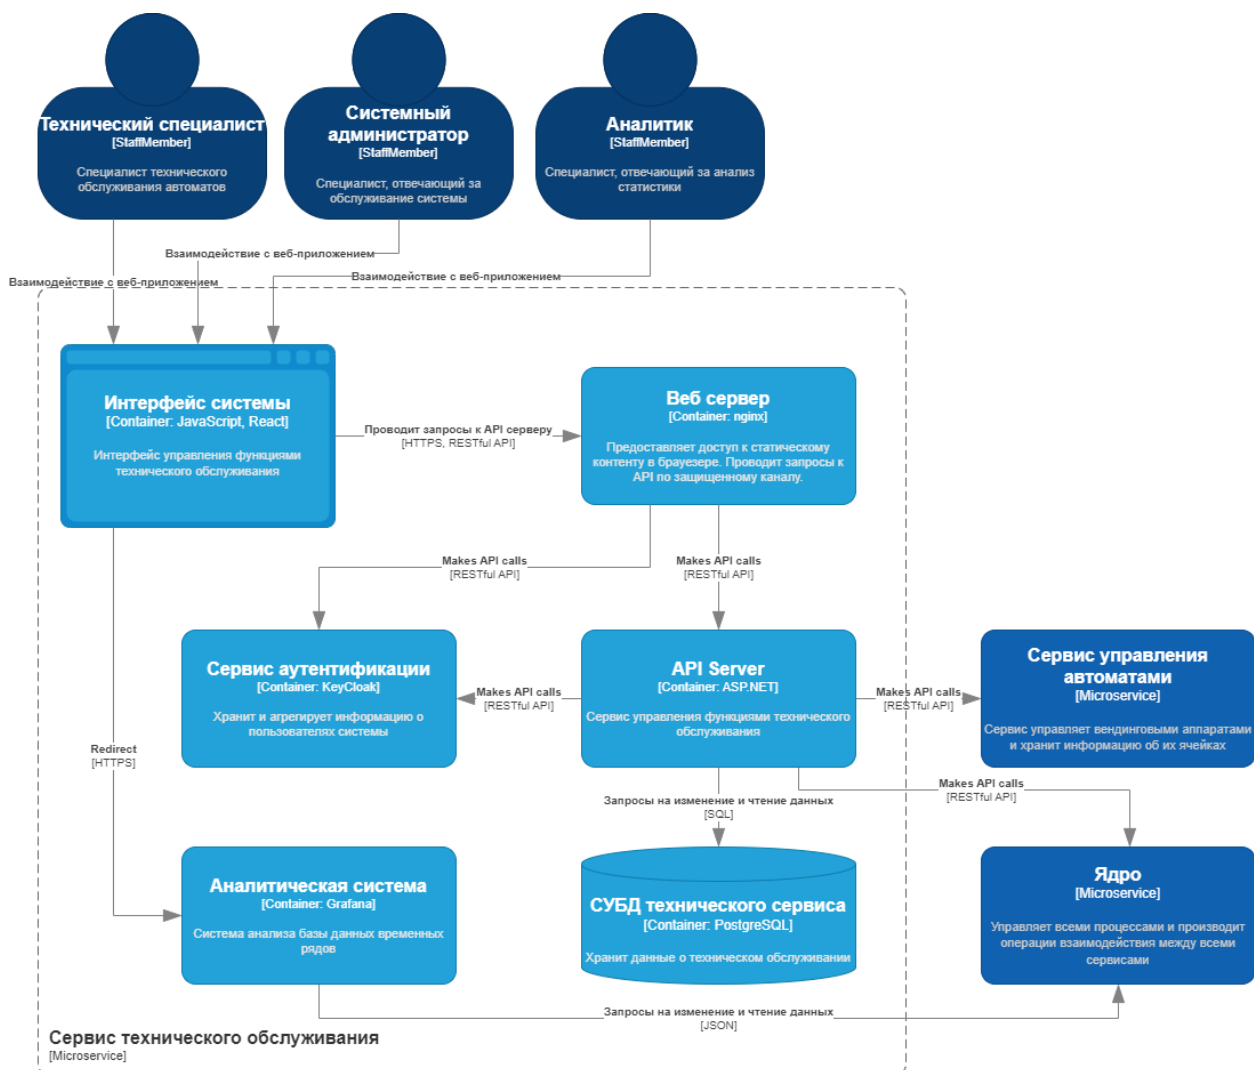 Технический специалист
[StaffMember]
Специалист технического
обслуживания автоматов
Системный
администратор
[StaffMember]
Специалист, отвечающий за
обслуживание системы
Аналитик
[StaffMember]
Специалист, отвечающий за анализ
статистики
Взаимодействие с веб-приложением
Взаимодействие с веб-приложением
Взаимодействие с веб-приложением
Интерфейс системы
[Container: JavaScript, React]
Интерфейс управления функциями
технического обслуживания
Проводит запросы к API серверу
[HTTPS, RESTful API]
Веб сервер
[Container: nginx]
Предоставляет доступ к статическому
контенту в браузере. Проводит запросы к
API по защищенному каналу.
Makes API calls
[RESTful API]
Makes API calls
[RESTful API]
Сервис аутентификации
[Container: KeyCloak]
Хранит и агрегирует информацию о
пользователях системы
Makes API calls
[RESTful API]
API Server
[Container: ASP.NET]
Сервис управления функциями технического
обслуживания
Makes API calls
[RESTful API]
Сервис управления
автоматами
[Microservice]
Сервис управляет вендинговыми аппаратами
и хранит информацию об их ячейках
Redirect
[HTTPS]
Запросы на изменение и чтение данных
[SQL]
Makes API calls
[RESTful API]
Аналитическая система
[Container: Grafana]
Система анализа базы данных временных
рядов
СУБД технического сервиса
[Container: PostgreSQL]
Хранит данные о техническом обслуживании
Ядро
[Microservice]
Управляет всеми процессами и производит
операции взаимодействия между всеми
сервисами
Запросы на изменение и чтение данных
[JSON]
Сервис технического обслуживания
[Microservice]